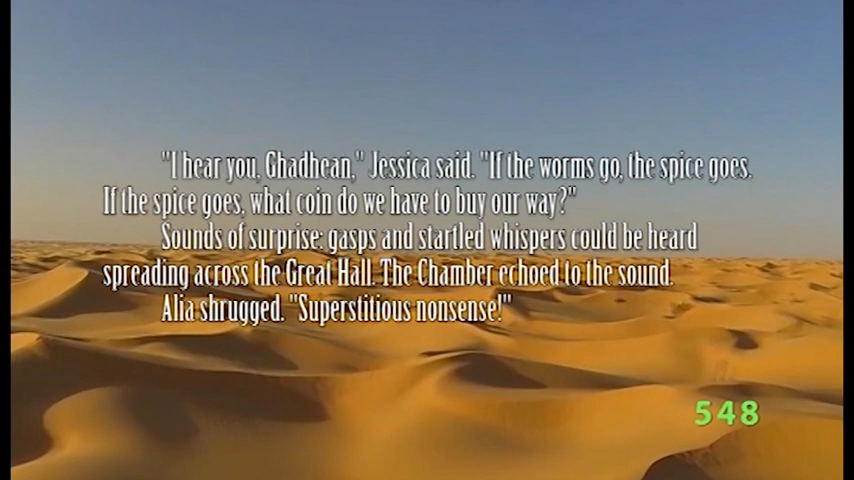 "I hear you, Ghadhean," Jessica said. "If the worms go, the spice goes.
If the spice goes, what coin do we have to buy our way?"
Sounds of surprise: gasps and startled whispers could be heard
spreading across the Great Hall. The Chamber echoed to the sound.
Alia shrugged. "Superstitious nonsense!"
548